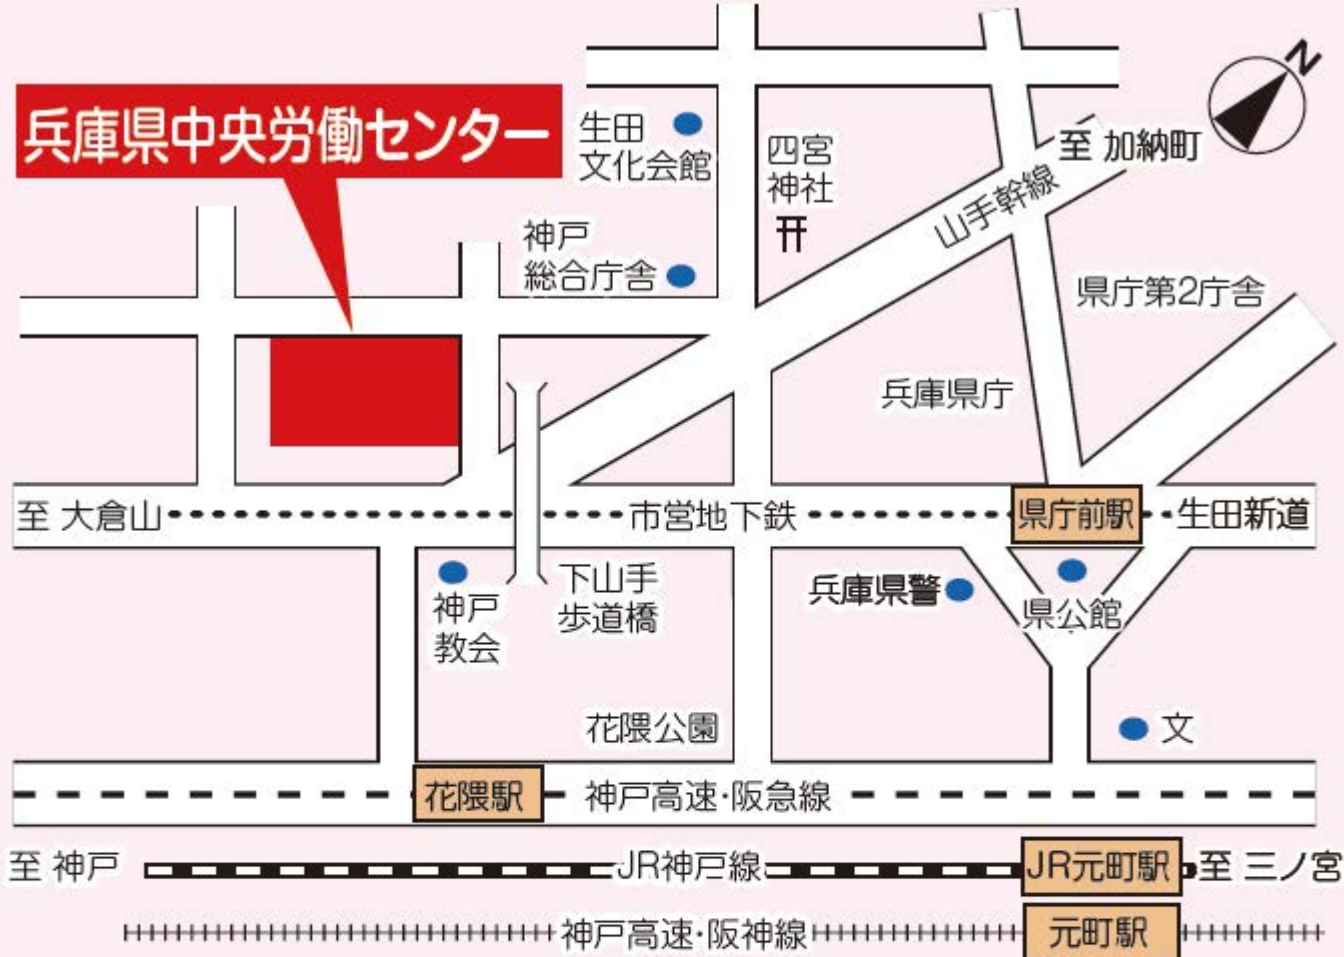 N
兵庫県中央労働センター
生田
文化会館
四宮
神社
至 加納町
山手幹線
神戸
総合庁舎
県庁第2庁舎
兵庫県庁
至 大倉山
市営地下鉄
県庁前駅
生田新道
神戸
教会
下山手
歩道橋
兵庫県警
県公館
花隈公園
文
花隈駅
神戸高速・阪急線
至 神戸
JR神戸線
JR元町駅
至 三ノ宮
神戸高速・阪神線
元町駅